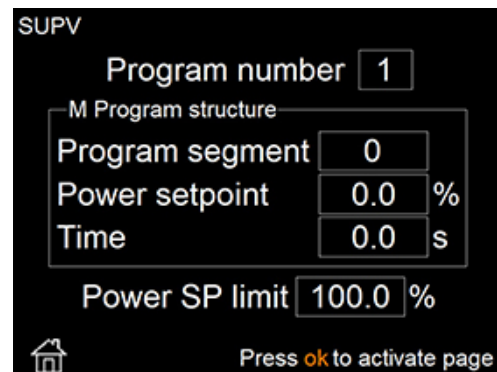 SUPV
Program number 1
M Program structure
Program segment 0
Power setpoint 0.0 %
Time 0.0 s
Power SP limit 100.0 %
Press ok to activate page